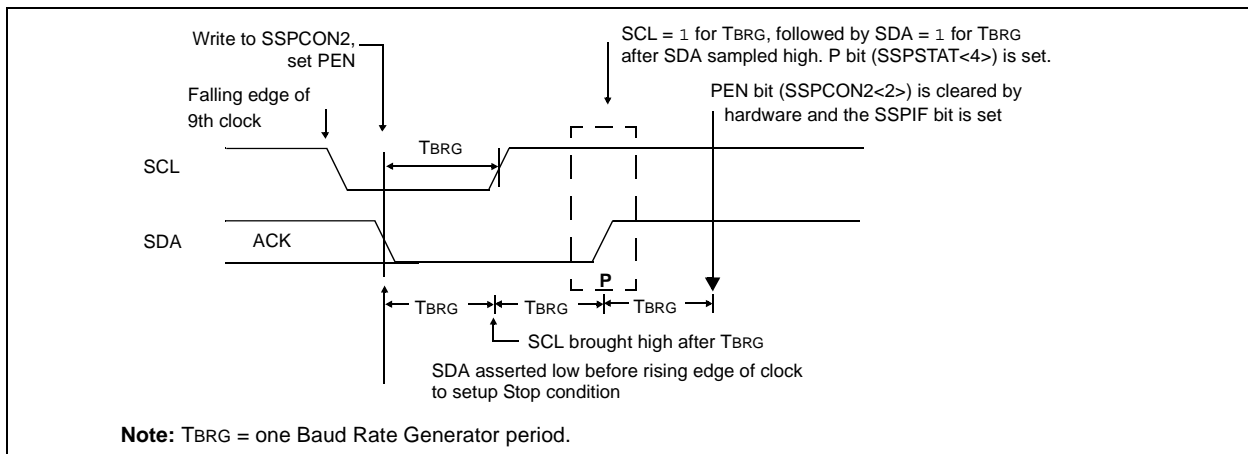 Write to SSPCON2,
set PEN
SCL = 1 for TBRG, followed by SDA = 1 for TBRG
after SDA sampled high. P bit (SSPSTAT<4>) is set.
Falling edge of
9th clock
PEN bit (SSPCON2<2>) is cleared by
hardware and the SSPIF bit is set
TBRG
SCL
SDA
ACK
P
TBRG
TBRG
TBRG
SCL brought high after TBRG
SDA asserted low before rising edge of clock
to setup Stop condition
Note: TBRG = one Baud Rate Generator period.